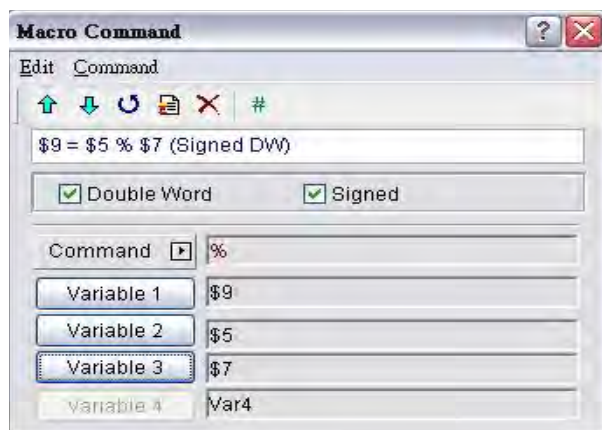 Macro Command
Edit Command
#
$9 = $5 % $7 (Signed DW)
Double Word Signed
Command %
Variable 1 $9
Variable 2 $5
Variable 3 $7
Variable 4 Var4